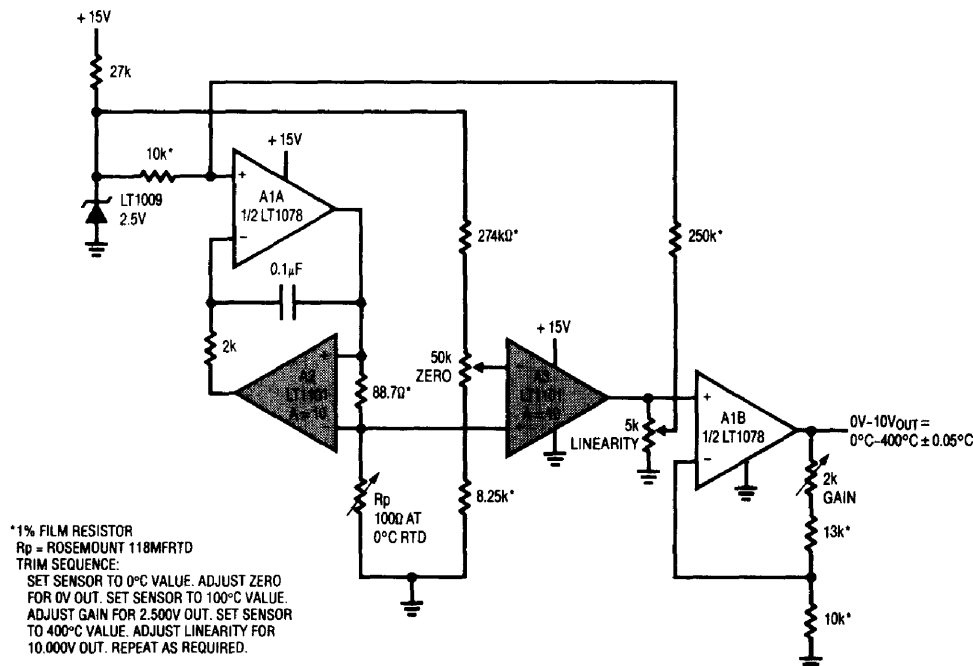 + 15V
27k
10k*
LT1009
2.5V
+ 15V
+
A1A
1/2 LT1078
−
0.1µF
2k
A2
LT1101
A = 10
+
−
88.7Ω*
Rp
100Ω AT
0°C RTD
274kΩ*
50k
ZERO
8.25k*
+ 15V
−
A3
LT1101
A = 10
+
250k*
5k
LINEARITY
+
A1B
1/2 LT1078
−
0V–10VOUT =
0°C–400°C ± 0.05°C
2k
GAIN
13k*
10k*
*1% FILM RESISTOR
Rp = ROSEMOUNT 118MFRTD
TRIM SEQUENCE:
SET SENSOR TO 0°C VALUE. ADJUST ZERO
FOR 0V OUT. SET SENSOR TO 100°C VALUE.
ADJUST GAIN FOR 2.500V OUT. SET SENSOR
TO 400°C VALUE. ADJUST LINEARITY FOR
10.000V OUT. REPEAT AS REQUIRED.